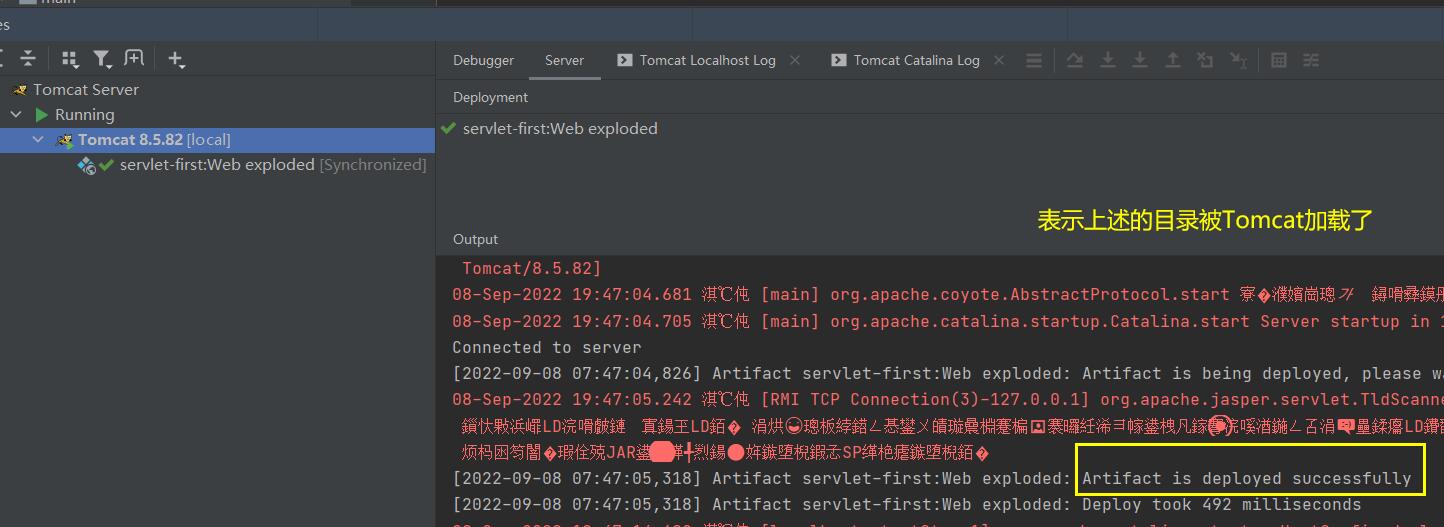 main
es
Tomcat Server
Running
Tomcat 8.5.82 [local]
servlet-first:Web exploded [Synchronized]
Debugger
Server
Tomcat Localhost Log
Tomcat Catalina Log
Deployment
servlet-first:Web exploded
表示上述的目录被Tomcat加载了
Output
Tomcat/8.5.82]
08-Sep-2022 19:47:04.681 淇℃伅 [main] org.apache.coyote.AbstractProtocol.start
08-Sep-2022 19:47:04.705 淇℃伅 [main] org.apache.catalina.startup.Catalina.start Server startup in
Connected to server
[2022-09-08 07:47:04,826] Artifact servlet-first:Web exploded: Artifact is being deployed, please
08-Sep-2022 19:47:05.242 淇℃伅 [RMI TCP Connection(3)-127.0.0.1] org.apache.jasper.servlet.TldScanne
[2022-09-08 07:47:05,318] Artifact servlet-first:Web exploded: Artifact is deployed successfully
[2022-09-08 07:47:05,318] Artifact servlet-first:Web exploded: Deploy took 492 milliseconds